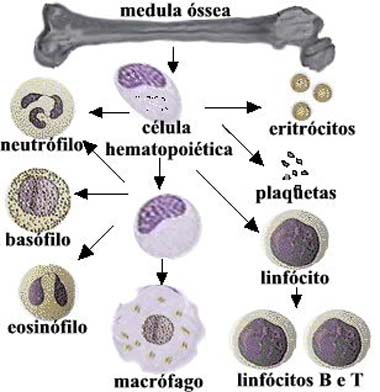 medula óssea
neutrófilo
célula
hematopoiética
eritrócitos
plaquetas
basófilo
linfócito
eosinófilo
macrófago
linfócitos B e T